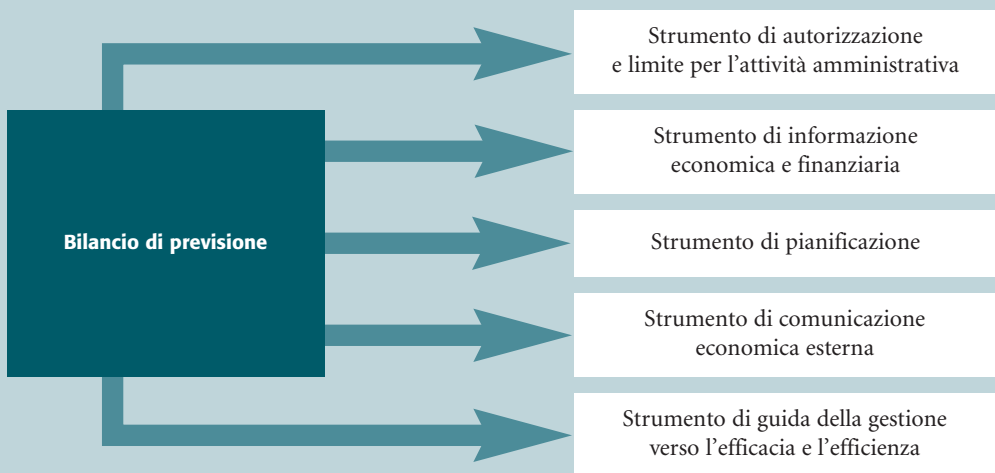 Bilancio di previsione
Strumento di autorizzazione
e limite per l'attività amministrativa
Strumento di informazione
economica e finanziaria
Strumento di pianificazione
Strumento di comunicazione
economica esterna
Strumento di guida della gestione
verso l'efficacia e l'efficienza